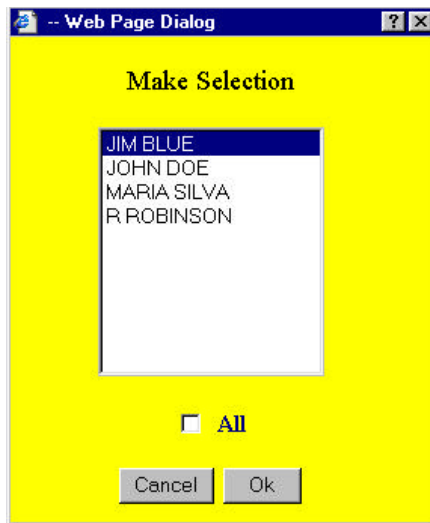 -- Web Page Dialog ? X
Make Selection
JIM BLUE
JOHN DOE
MARIA SILVA
R ROBINSON
All
Cancel Ok